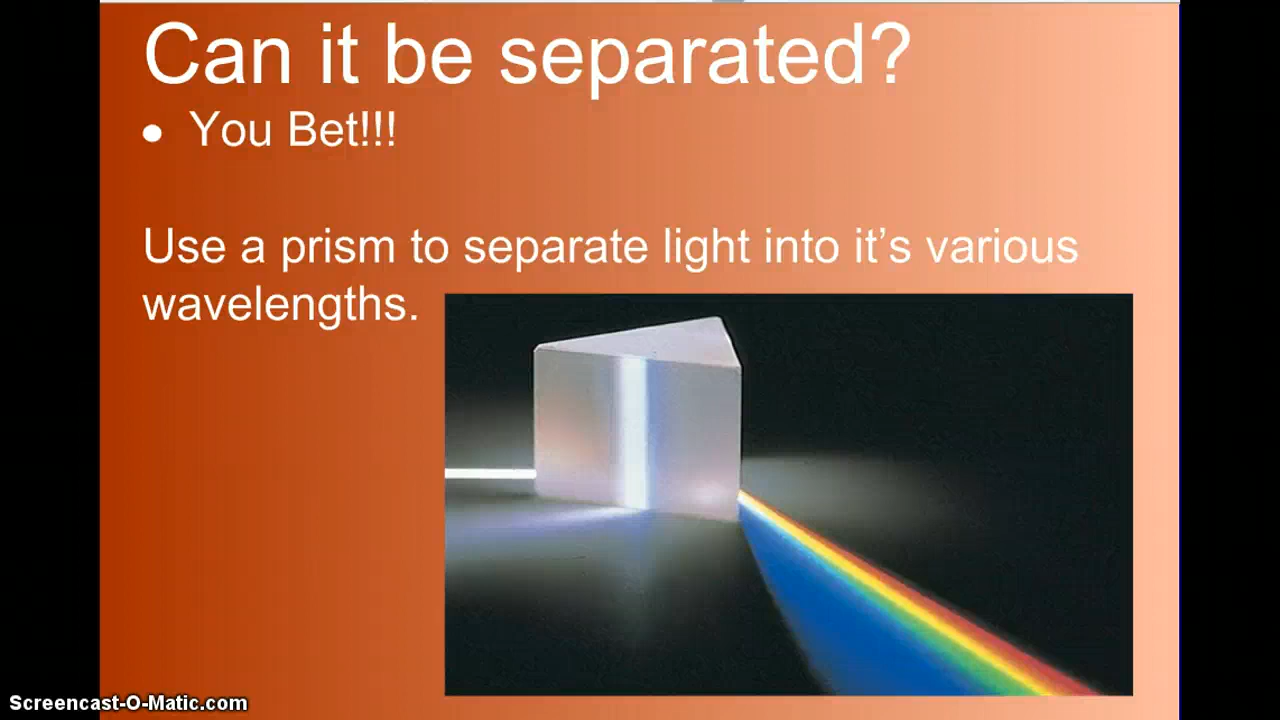 Can it be separated?
● You Bet!!!
Use a prism to separate light into it’s various
wavelengths.
Screencast-O-Matic.com